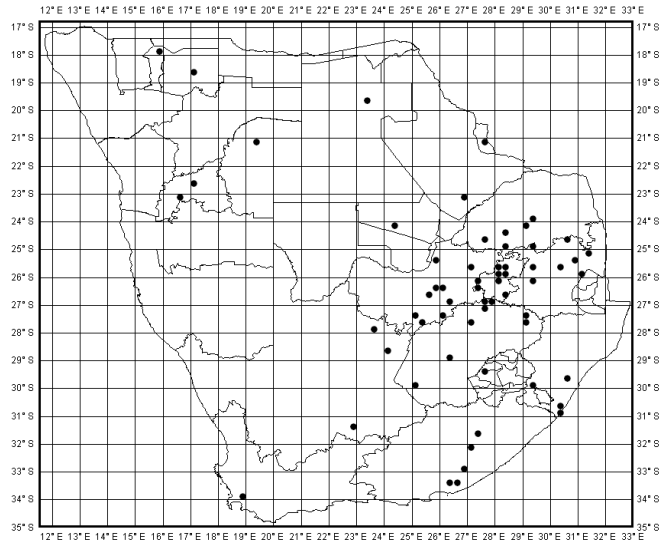 12° E 13° E 14° E 15° E 16° E 17° E 18° E 19° E 20° E 21° E 22° E 23° E 24° E 25° E 26° E 27° E 28° E 29° E 30° E 31° E 32° E 33° E
17° S 17° S
18° S 18° S
19° S 19° S
20° S 20° S
21° S 21° S
22° S 22° S
23° S 23° S
24° S 24° S
25° S 25° S
26° S 26° S
27° S 27° S
28° S 28° S
29° S 29° S
30° S 30° S
31° S 31° S
32° S 32° S
33° S 33° S
34° S 34° S
35° S 35° S
12° E 13° E 14° E 15° E 16° E 17° E 18° E 19° E 20° E 21° E 22° E 23° E 24° E 25° E 26° E 27° E 28° E 29° E 30° E 31° E 32° E 33° E